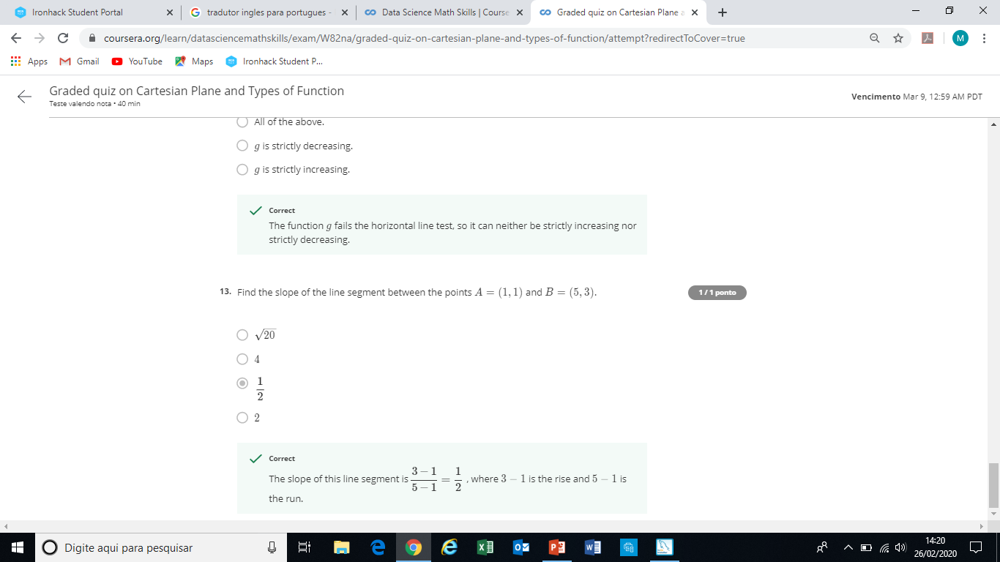 Ironhack Student Portal
tradutor ingles para portugues -
Data Science Math Skills | Course
Graded quiz on Cartesian Plane a
coursera.org/learn/datasciencemathskills/exam/W82na/graded-quiz-on-cartesian-plane-and-types-of-function/attempt?redirectToCover=true
M
Apps
Gmail
YouTube
Maps
Ironhack Student P...
Graded quiz on Cartesian Plane and Types of Function
Teste valendo nota • 40 min
Vencimento Mar 9, 12:59 AM PDT
All of the above.
g is strictly decreasing.
g is strictly increasing.
Correct
The function g fails the horizontal line test, so it can neither be strictly increasing nor
strictly decreasing.
13. Find the slope of the line segment between the points A = (1, 1) and B = (5, 3).
1 / 1 ponto
√20
4
1/2
2
Correct
The slope of this line segment is (3 − 1)/(5 − 1) = 1/2 , where 3 − 1 is the rise and 5 − 1 is
the run.
Digite aqui para pesquisar
14:20
26/02/2020